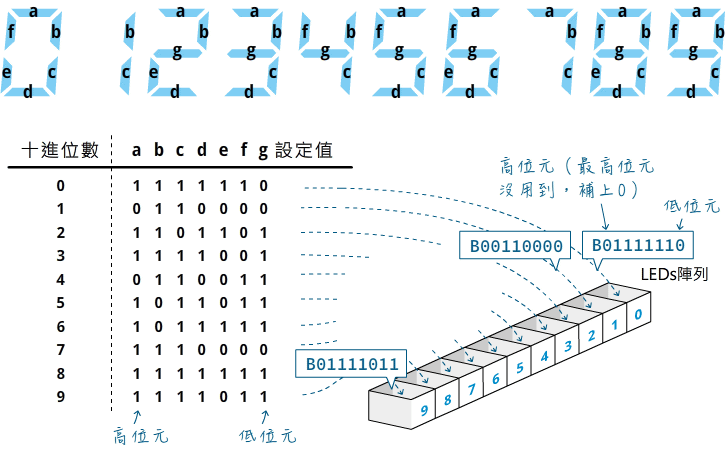 a a a a a a a a
f b b b b f b f f b f b f b
g g g g g g g
e c c e c c c e c c e c c
d d d d d d d
十進位數 a b c d e f g 設定值
0 1 1 1 1 1 1 0
1 0 1 1 0 0 0 0
2 1 1 0 1 1 0 1
3 1 1 1 1 0 0 1
4 0 1 1 0 0 1 1
5 1 0 1 1 0 1 1
6 1 0 1 1 1 1 1
7 1 1 1 0 0 0 0
8 1 1 1 1 1 1 1
9 1 1 1 1 0 1 1
高位元 低位元
高位元（最高位元
沒用到，補上0）
低位元
B00110000 B01111110
LEDs陣列
B01111011
9 8 7 6 5 4 3 2 1 0